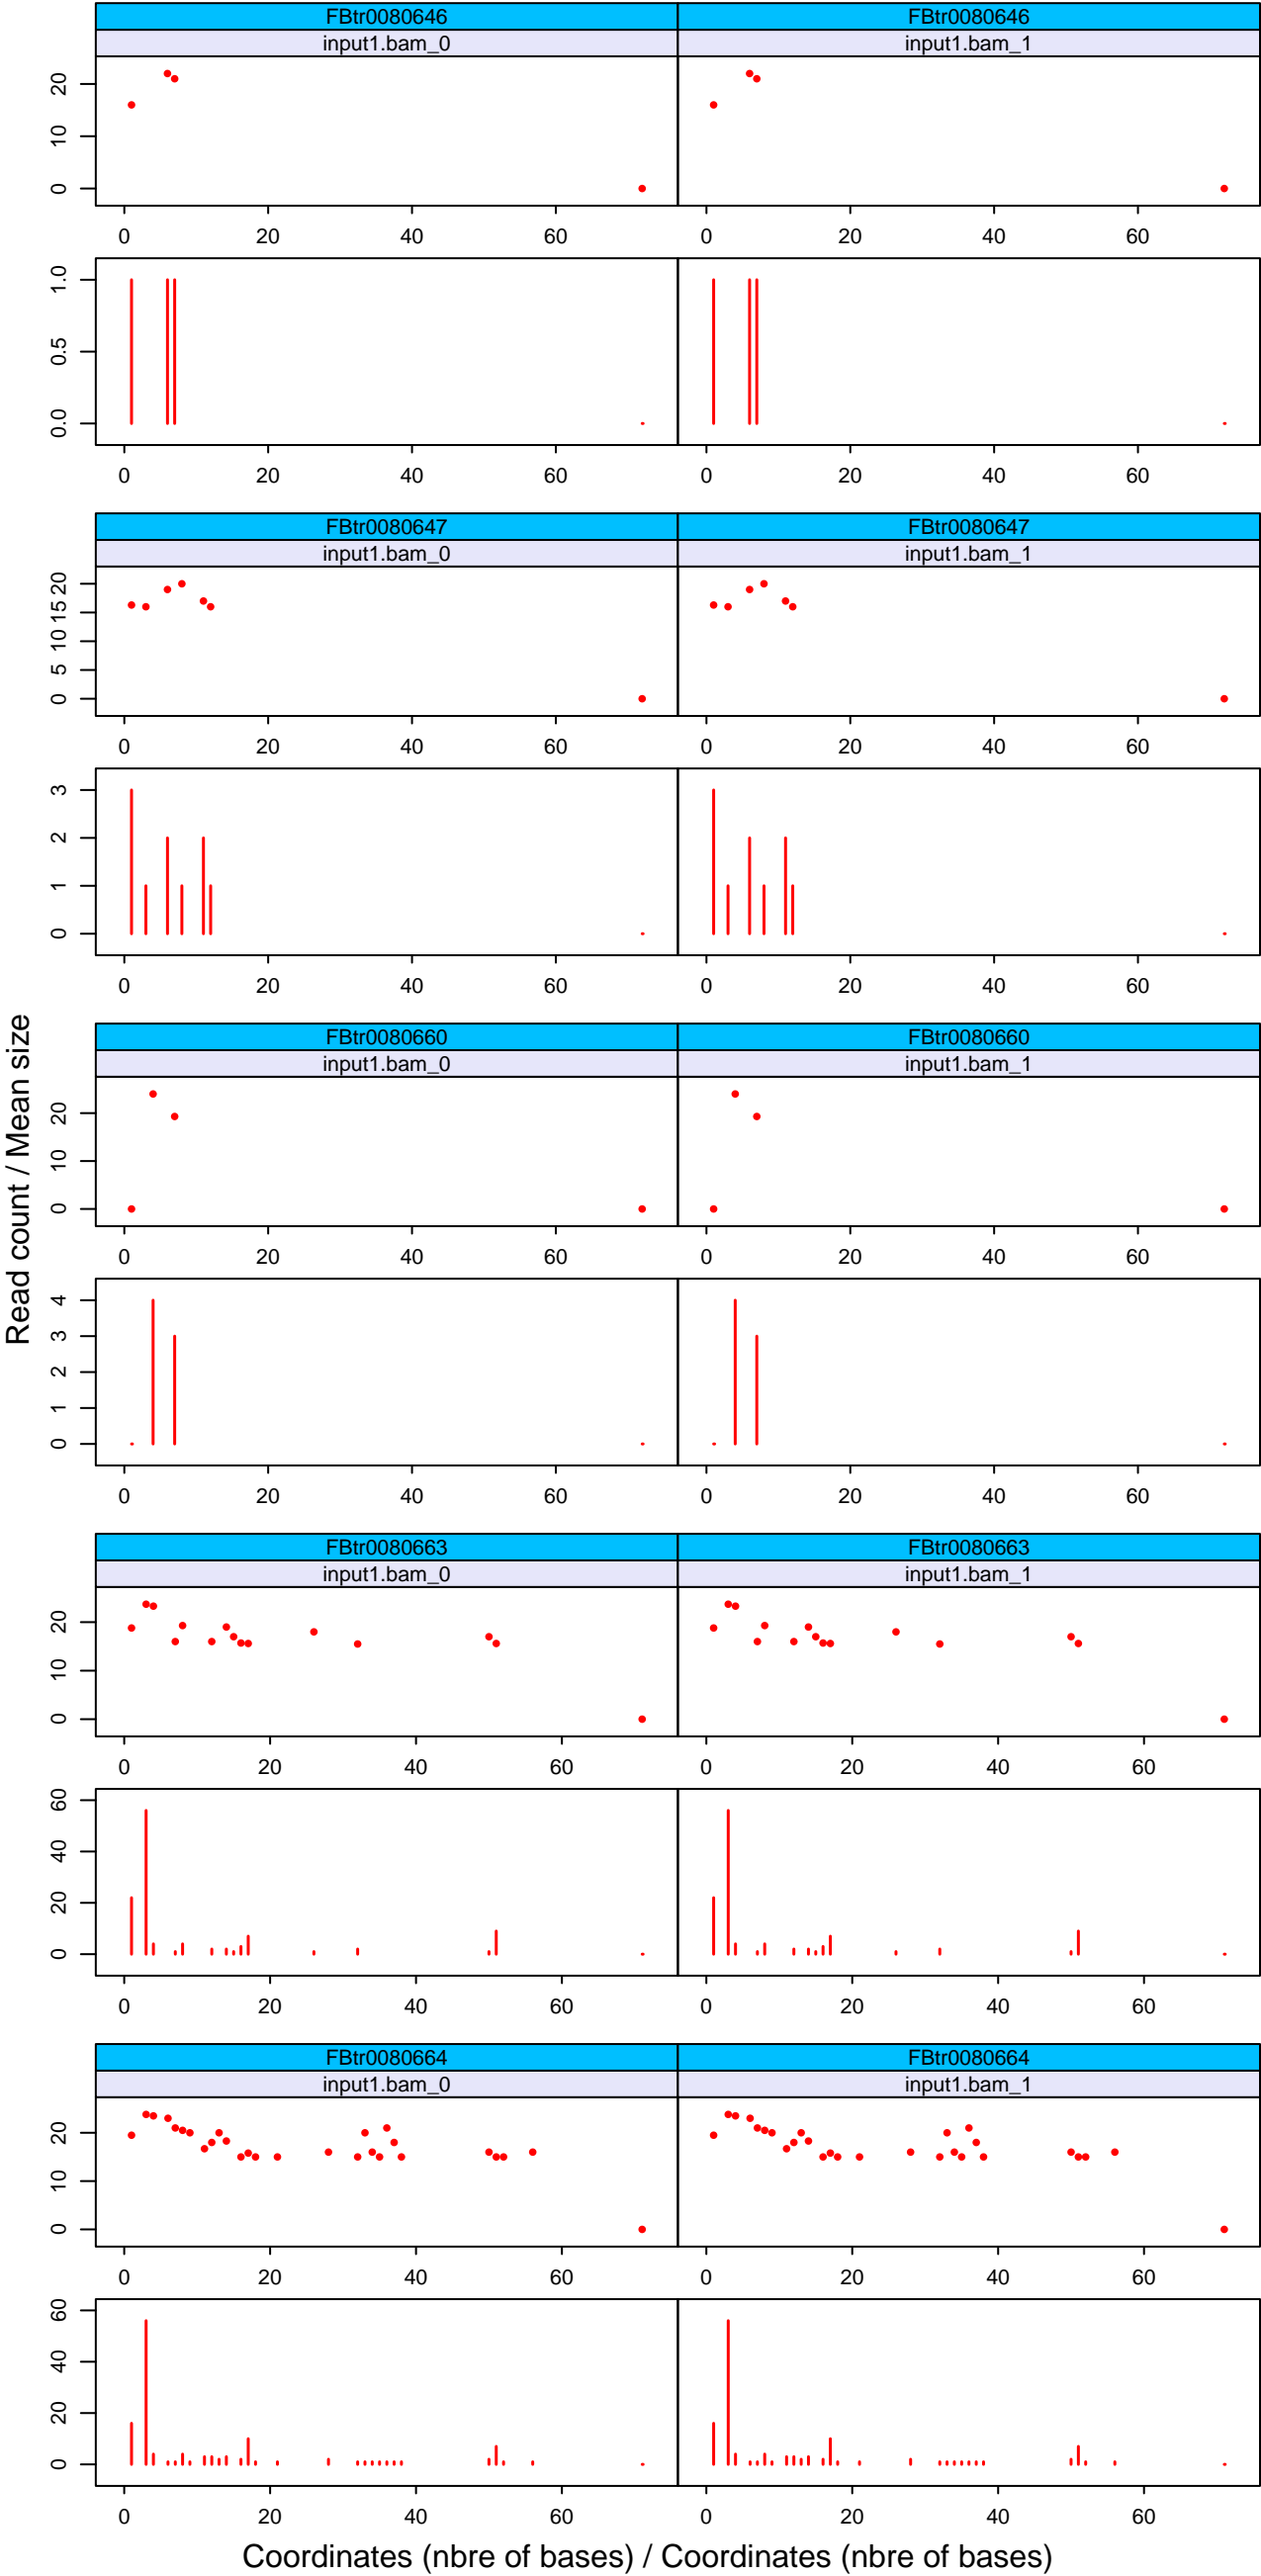 FBtr0080646 FBtr0080646
input1.bam_0 input1.bam_1
20
10
0
0 20 40 60 0 20 40 60
1.0
0.5
0.0
0 20 40 60 0 20 40 60
FBtr0080647 FBtr0080647
input1.bam_0 input1.bam_1
20
15
10
5
0
0 20 40 60 0 20 40 60
3
2
1
0
0 20 40 60 0 20 40 60
Read count / Mean size
FBtr0080660 FBtr0080660
input1.bam_0 input1.bam_1
20
10
0
0 20 40 60 0 20 40 60
4
3
2
1
0
0 20 40 60 0 20 40 60
FBtr0080663 FBtr0080663
input1.bam_0 input1.bam_1
20
10
0
0 20 40 60 0 20 40 60
60
40
20
0
0 20 40 60 0 20 40 60
FBtr0080664 FBtr0080664
input1.bam_0 input1.bam_1
20
10
0
0 20 40 60 0 20 40 60
60
40
20
0
0 20 40 60 0 20 40 60
Coordinates (nbre of bases) / Coordinates (nbre of bases)